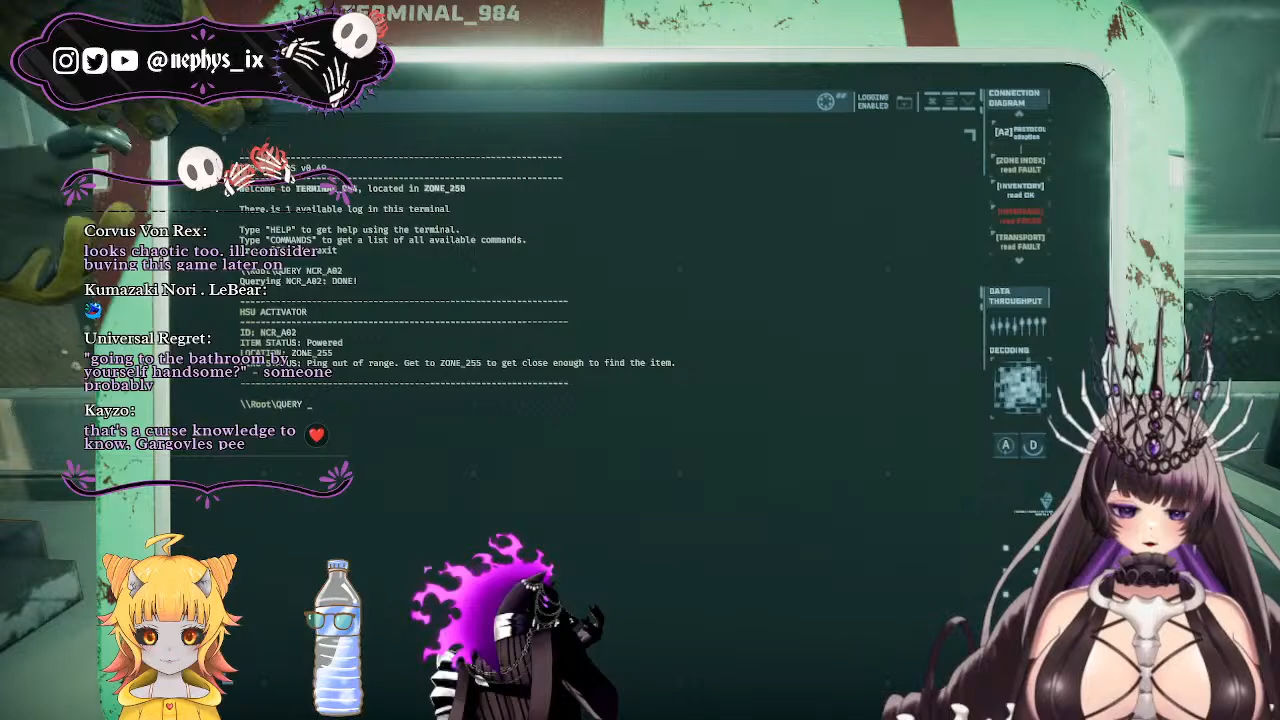 TERMINAL_984
@nephys_ix
LOGGING
ENABLED
CONNECTION
DIAGRAM
[A2] PROTOCOL
adaption
[ZONE INDEX]
read FAULT
[INVENTORY]
read OK
[TRANSPORT]
read FAULT
DATA
THROUGHPUT
DECODING
A D
Welcome to TERMINAL_984, located in ZONE_250
There is 1 available log in this terminal
Type "HELP" to get help using the terminal.
Type "COMMANDS" to get a list of all available commands.
exit
\\Root\QUERY NCR_A02
Querying NCR_A02: DONE!
HSU ACTIVATOR
ID: NCR_A02
ITEM STATUS: Powered
LOCATION: ZONE_255
STATUS: Ping out of range. Get to ZONE_255 to get close enough to find the item.
\\Root\QUERY _
Corvus Von Rex:
looks chaotic too. ill consider
buying this game later on
Kumazaki Nori . LeBear:
Universal Regret:
"going to the bathroom by
yourself handsome?" - someone
probably
Kayzo:
that's a curse knowledge to
know. Gargoyles pee